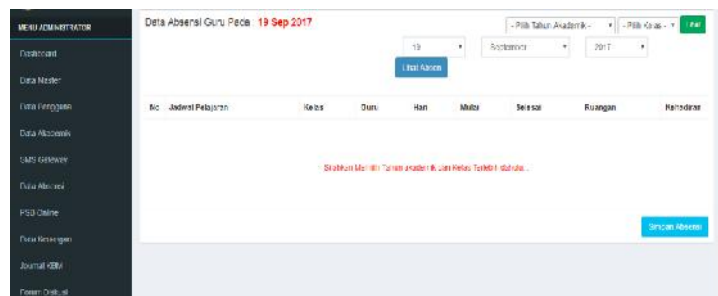 MENU ADMINISTRATOR
Dashboard
Data Master
Data Pengguna
Data Akademik
SMS Gateway
Data Absensi
PSB Online
Data Keuangan
Journal KBM
Forum Diskusi
Data Absensi Guru Pada : 19 Sep 2017
- Pilih Tahun Akademik -
- Pilih Kelas -
Lihat
19
September
2017
Lihat Absen
No Jadwal Pelajaran Kelas Guru Hari Mulai Selesai Ruangan Kehadiran
Silahkan Memilih Tahun akademik dan Kelas Terlebih dahulu...
Simpan Absensi